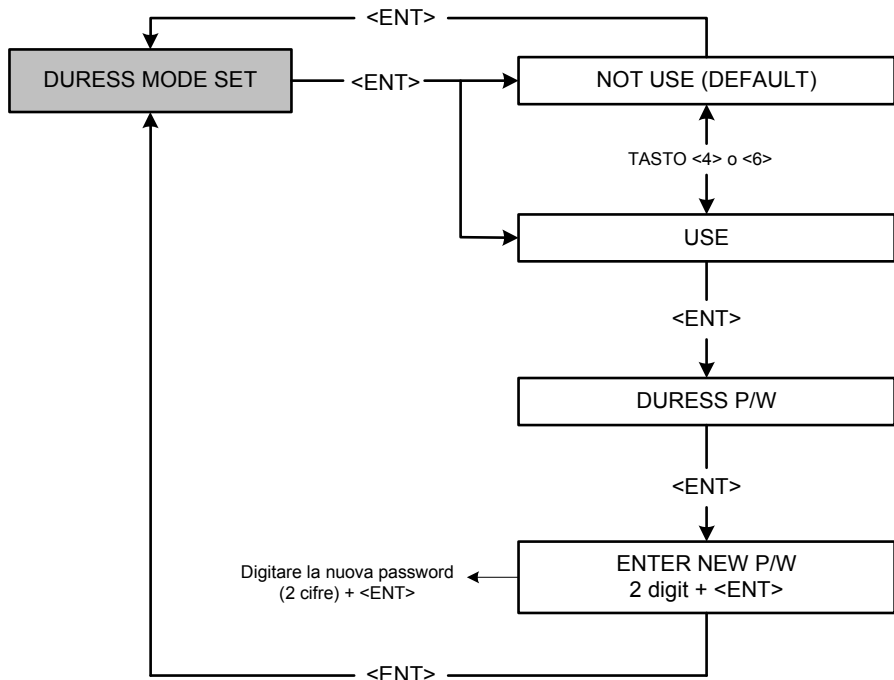 <ENT>
DURESS MODE SET
<ENT>
NOT USE (DEFAULT)
TASTO <4> o <6>
USE
<ENT>
DURESS P/W
<ENT>
ENTER NEW P/W
2 digit + <ENT>
Digitare la nuova password
(2 cifre) + <ENT>
<ENT>